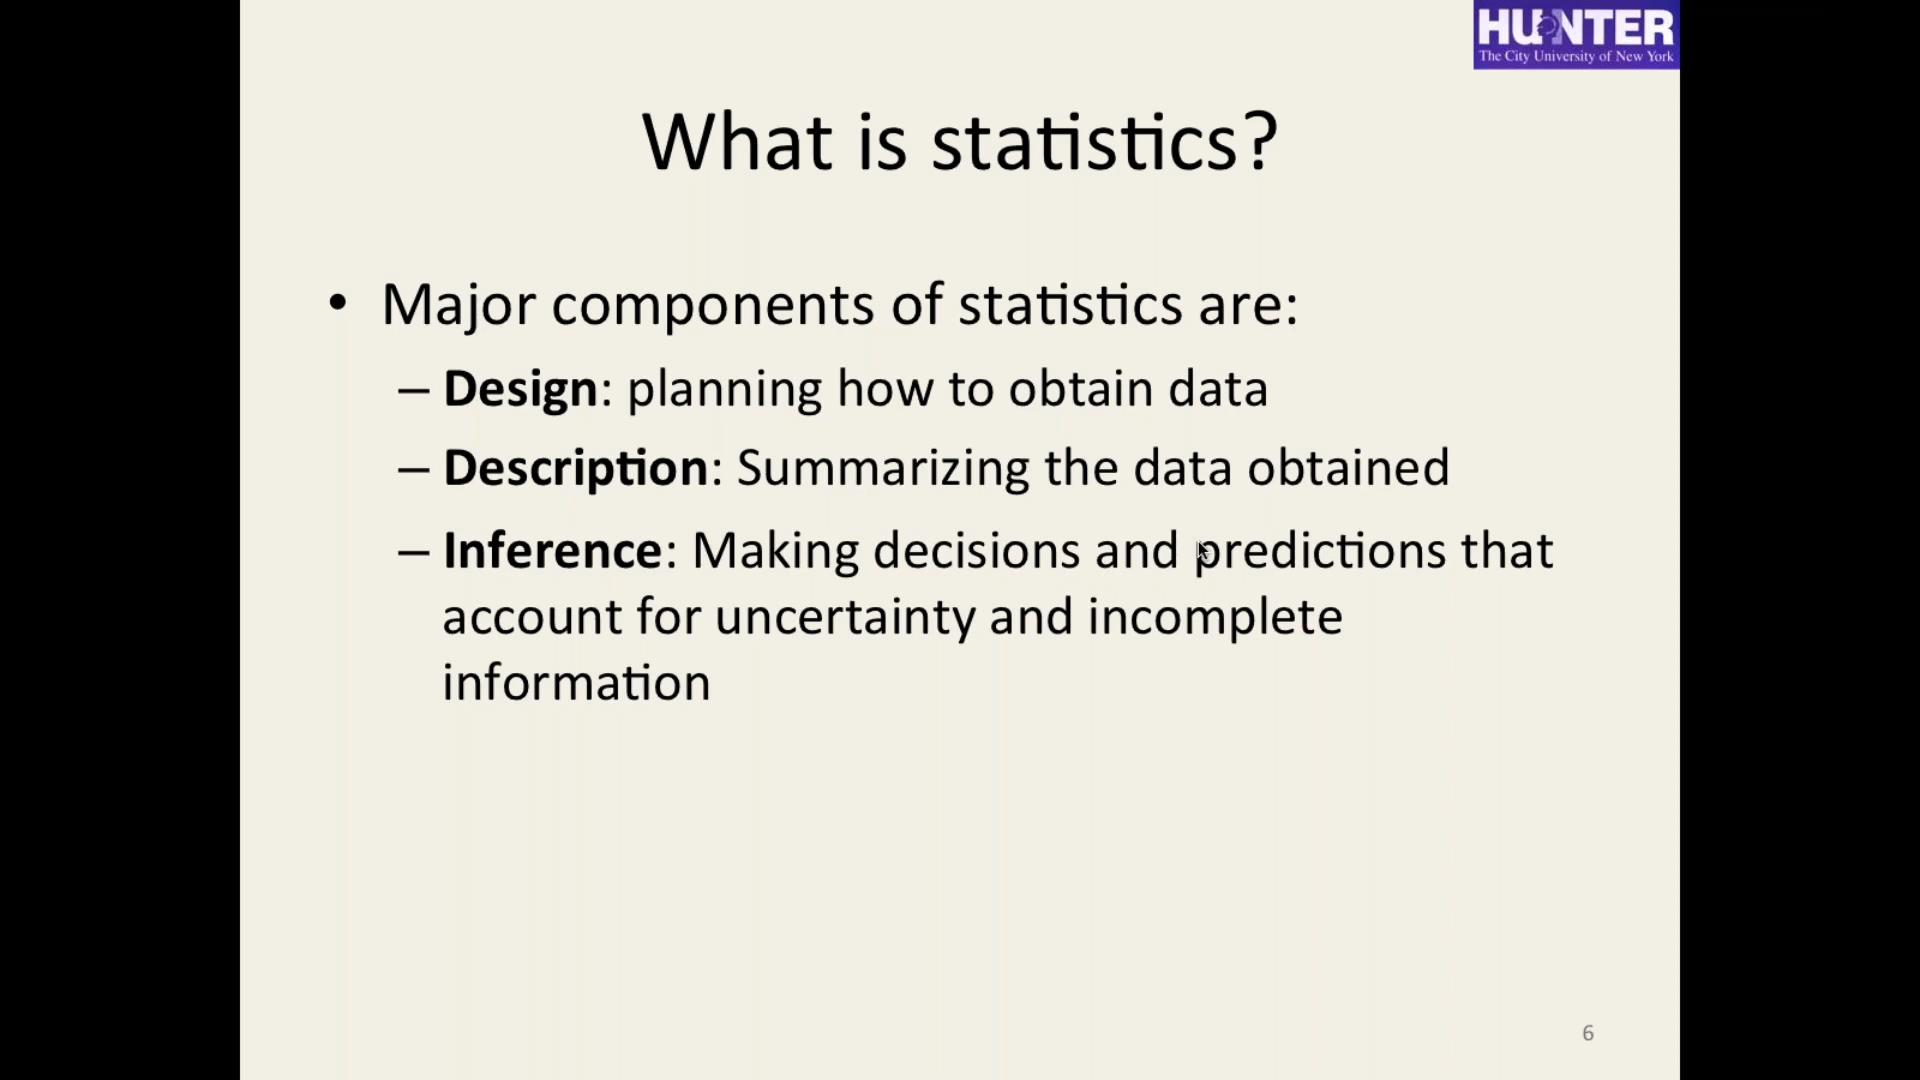 HUNTER
The City University of New York
What is statistics?
• Major components of statistics are:
– Design: planning how to obtain data
– Description: Summarizing the data obtained
– Inference: Making decisions and predictions that
account for uncertainty and incomplete
information
6